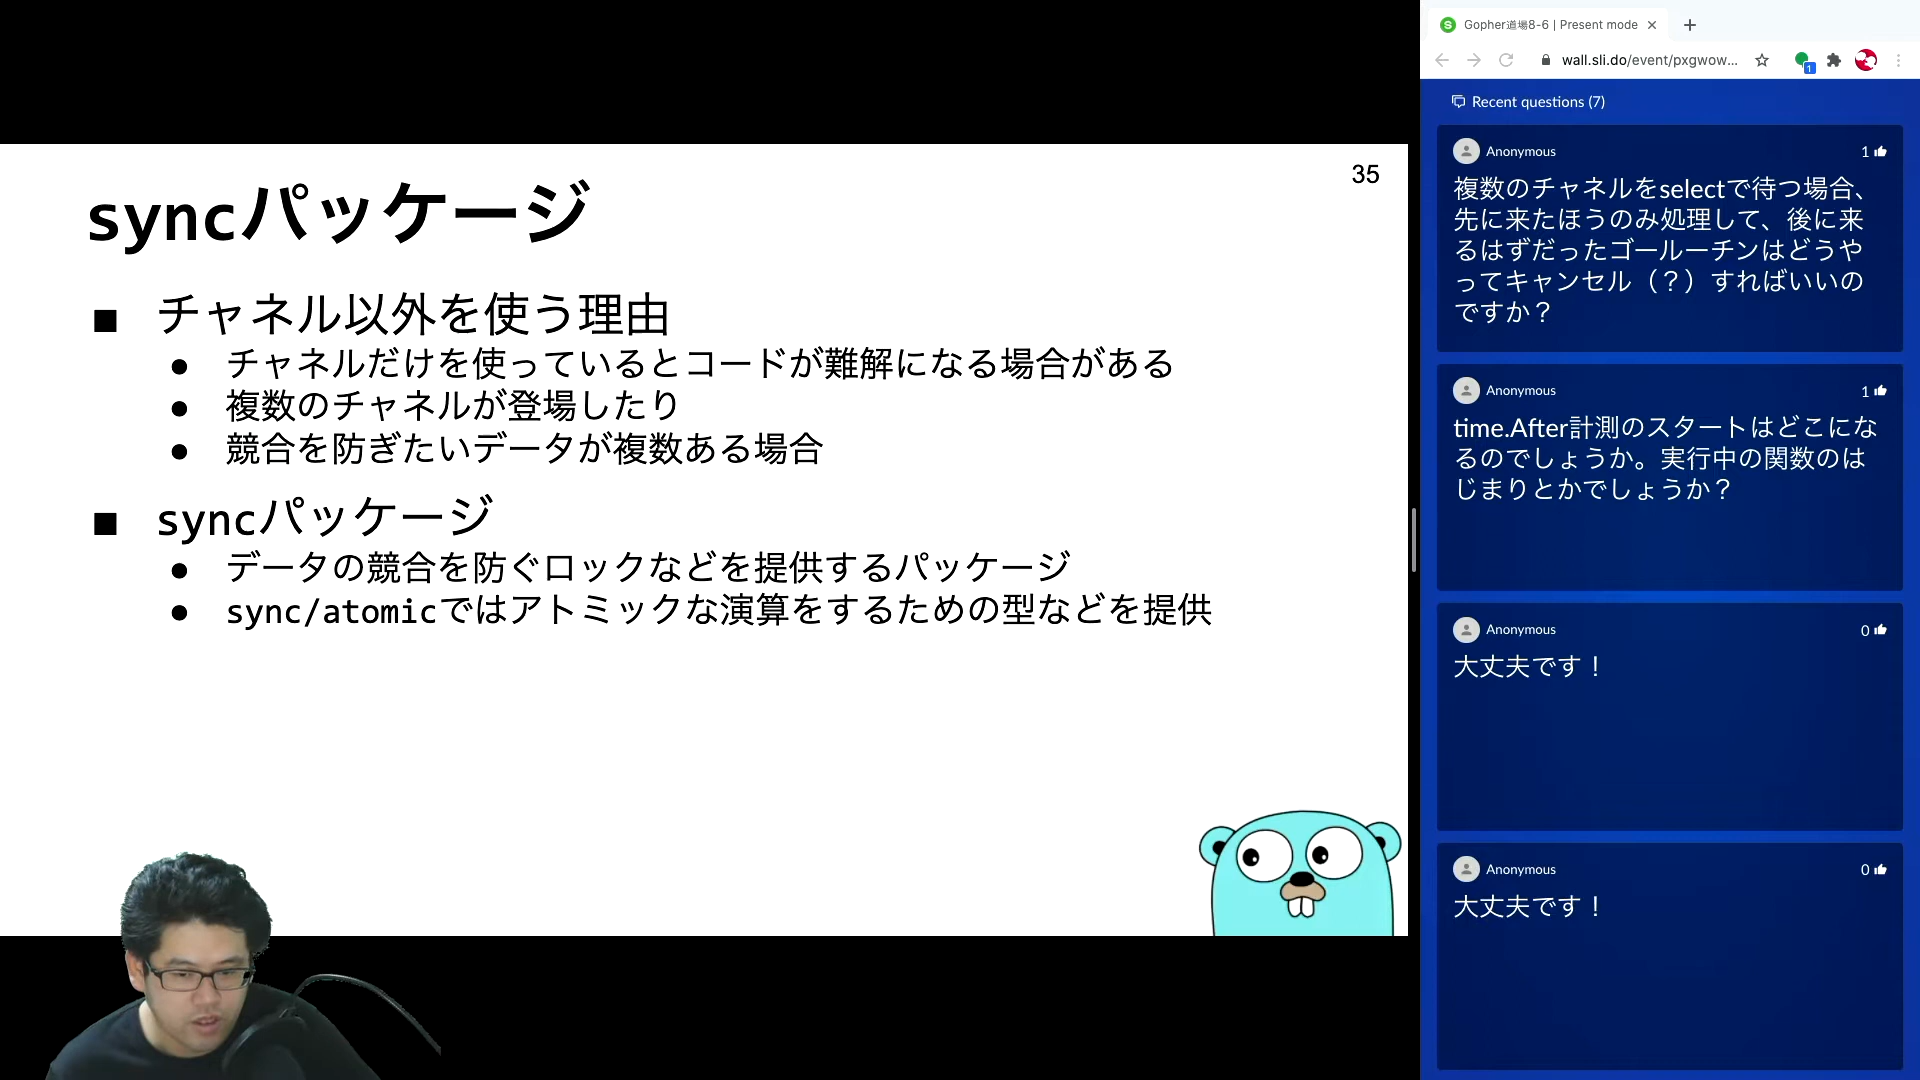 35
syncパッケージ
■ チャネル以外を使う理由
● チャネルだけを使っているとコードが難解になる場合がある
● 複数のチャネルが登場したり
● 競合を防ぎたいデータが複数ある場合
■ syncパッケージ
● データの競合を防ぐロックなどを提供するパッケージ
● sync/atomicではアトミックな演算をするための型などを提供
Gopher道場8-6 | Present mode
wall.sli.do/event/pxgwow...
1
Recent questions (7)
Anonymous
1
複数のチャネルをselectで待つ場合、
先に来たほうのみ処理して、後に来
るはずだったゴールーチンはどうや
ってキャンセル（？）すればいいの
ですか？
Anonymous
1
time.After計測のスタートはどこにな
るのでしょうか。実行中の関数のは
じまりとかでしょうか？
Anonymous
0
大丈夫です！
Anonymous
0
大丈夫です！